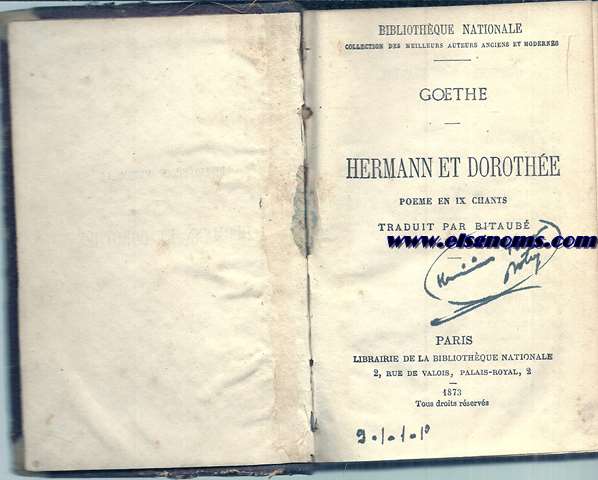 BIBLIOTHÈQUE NATIONALE
COLLECTION DES MEILLEURS AUTEURS ANCIENS ET MODERNES
GOETHE
HERMANN ET DOROTHÉE
POEME EN IX CHANTS
TRADUIT PAR BITAUBÉ
www.elsgnoms.com
PARIS
LIBRAIRIE DE LA BIBLIOTHÈQUE NATIONALE
2, RUE DE VALOIS, PALAIS-ROYAL, 2
1873
Tous droits réservés